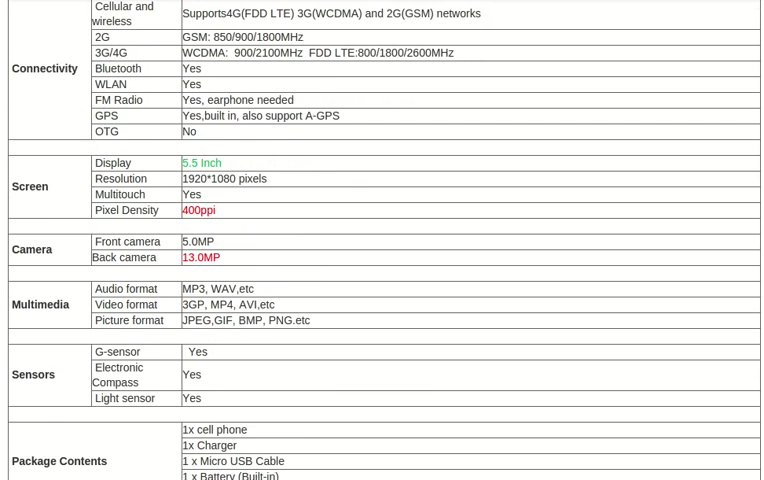 Cellular and
wireless
Supports4G(FDD LTE) 3G(WCDMA) and 2G(GSM) networks
2G
GSM: 850/900/1800MHz
3G/4G
WCDMA:  900/2100MHz  FDD LTE:800/1800/2600MHz
Connectivity
Bluetooth
Yes
WLAN
Yes
FM Radio
Yes, earphone needed
GPS
Yes,built in, also support A-GPS
OTG
No
Screen
Display
5.5 Inch
Resolution
1920*1080 pixels
Multitouch
Yes
Pixel Density
400ppi
Camera
Front camera
5.0MP
Back camera
13.0MP
Multimedia
Audio format
MP3, WAV,etc
Video format
3GP, MP4, AVI,etc
Picture format
JPEG,GIF, BMP, PNG.etc
Sensors
G-sensor
Yes
Electronic
Compass
Yes
Light sensor
Yes
Package Contents
1x cell phone
1x Charger
1 x Micro USB Cable
1 x Battery (Built-in)